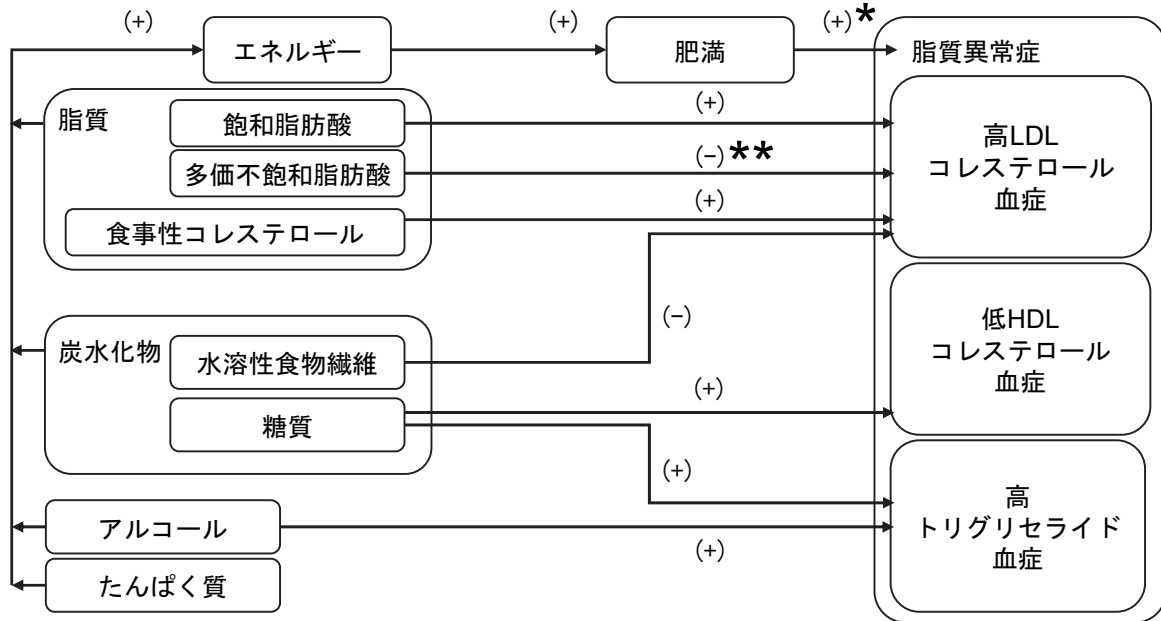 (+)
エネルギー
(+)
肥満
(+)*
脂質異常症
脂質
飽和脂肪酸
(+)
多価不飽和脂肪酸
(−)**
食事性コレステロール
(+)
高LDL
コレステロール
血症
炭水化物
水溶性食物繊維
(−)
糖質
(+)
(+)
低HDL
コレステロール
血症
アルコール
(+)
たんぱく質
高
トリグリセライド
血症